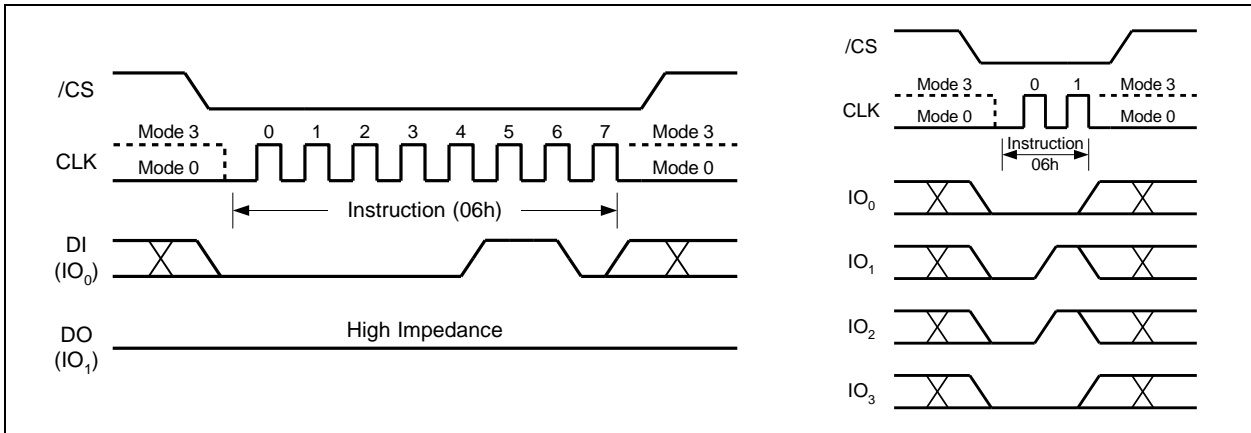 /CS
Mode 3 0 1 2 3 4 5 6 7 Mode 3
CLK Mode 0 Mode 0
Instruction (06h)
DI
(IO0)
DO High Impedance
(IO1)
/CS
Mode 3 0 1 Mode 3
CLK Mode 0 Mode 0
Instruction
06h
IO0
IO1
IO2
IO3